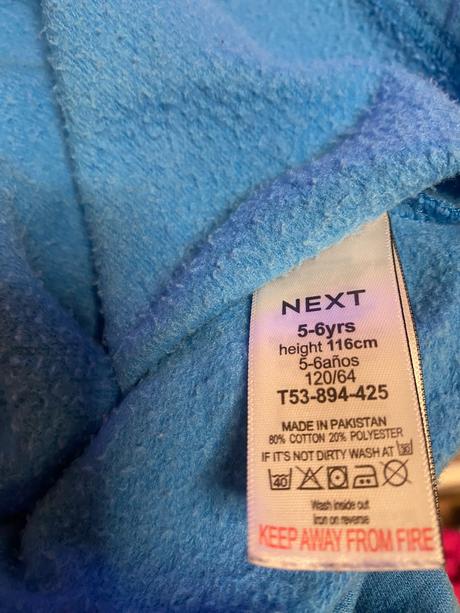 NEXT
5-6yrs
height 116cm
5-6años
120/64
T53-894-425
MADE IN PAKISTAN
80% COTTON 20% POLYESTER
IF IT'S NOT DIRTY WASH AT 30
40
Wash inside out
Iron on reverse
KEEP AWAY FROM FIRE